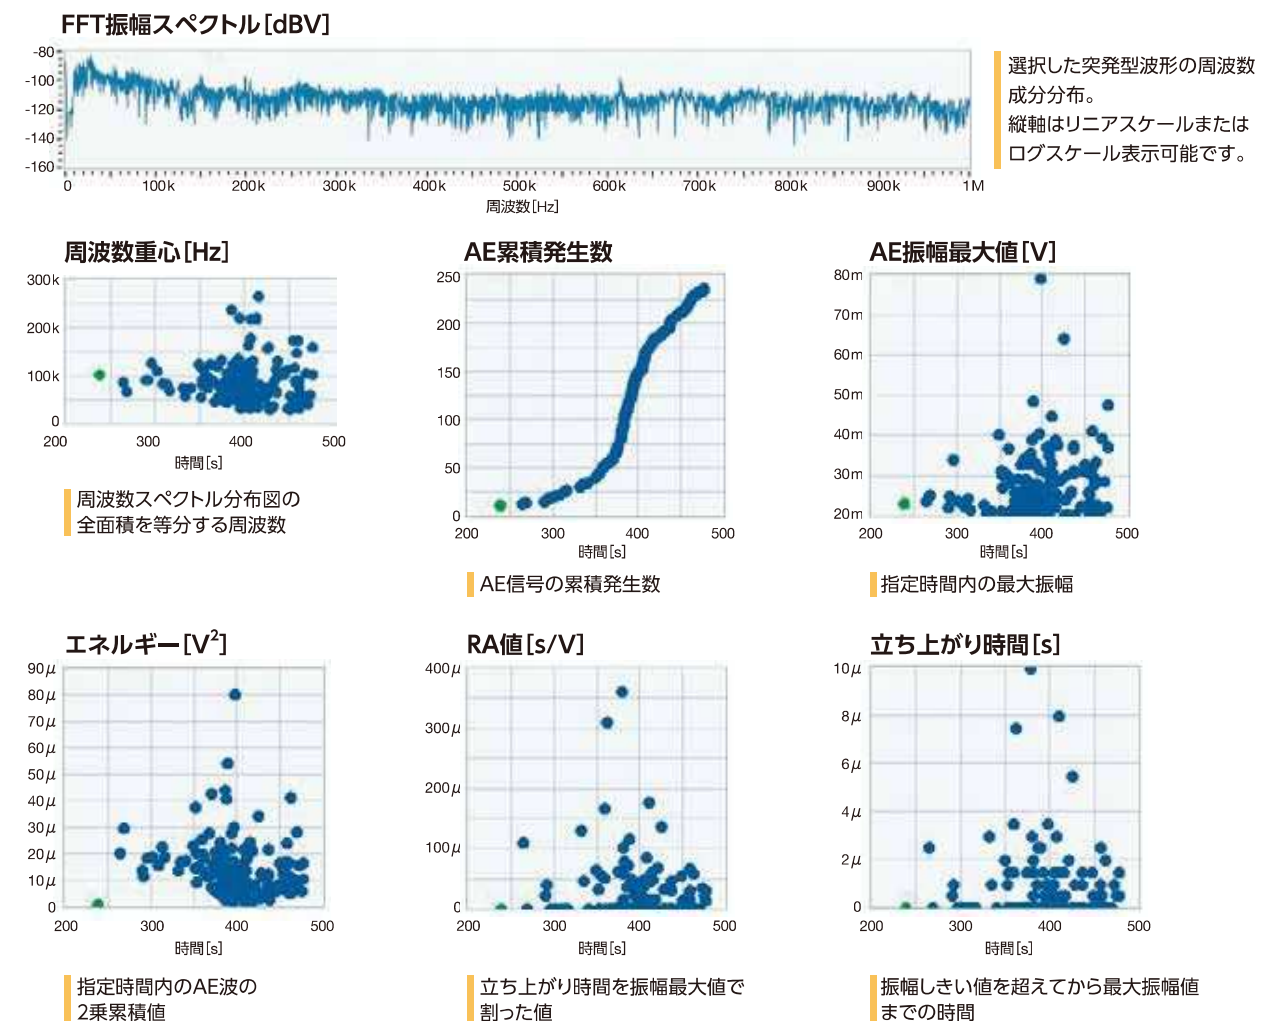 FFT振幅スペクトル[dBV]
-80
-100
-120
-140
-160
0 100k 200k 300k 400k 500k 600k 700k 800k 900k 1M
周波数[Hz]
選択した突発型波形の周波数
成分分布。
縦軸はリニアスケールまたは
ログスケール表示可能です。
周波数重心[Hz]
300k
200k
100k
0
200 300 400 500
時間[s]
周波数スペクトル分布図の
全面積を等分する周波数
AE累積発生数
250
200
150
100
50
0
200 300 400 500
時間[s]
AE信号の累積発生数
AE振幅最大値[V]
80m
70m
60m
50m
40m
30m
20m
200 300 400 500
時間[s]
指定時間内の最大振幅
エネルギー[V²]
90μ
80μ
70μ
60μ
50μ
40μ
30μ
20μ
10μ
0
200 300 400 500
時間[s]
指定時間内のAE波の
2乗累積値
RA値[s/V]
400μ
300μ
200μ
100μ
0
200 300 400 500
時間[s]
立ち上がり時間を振幅最大値で
割った値
立ち上がり時間[s]
10μ
8μ
6μ
4μ
2μ
0
200 300 400 500
時間[s]
振幅しきい値を超えてから最大振幅値
までの時間